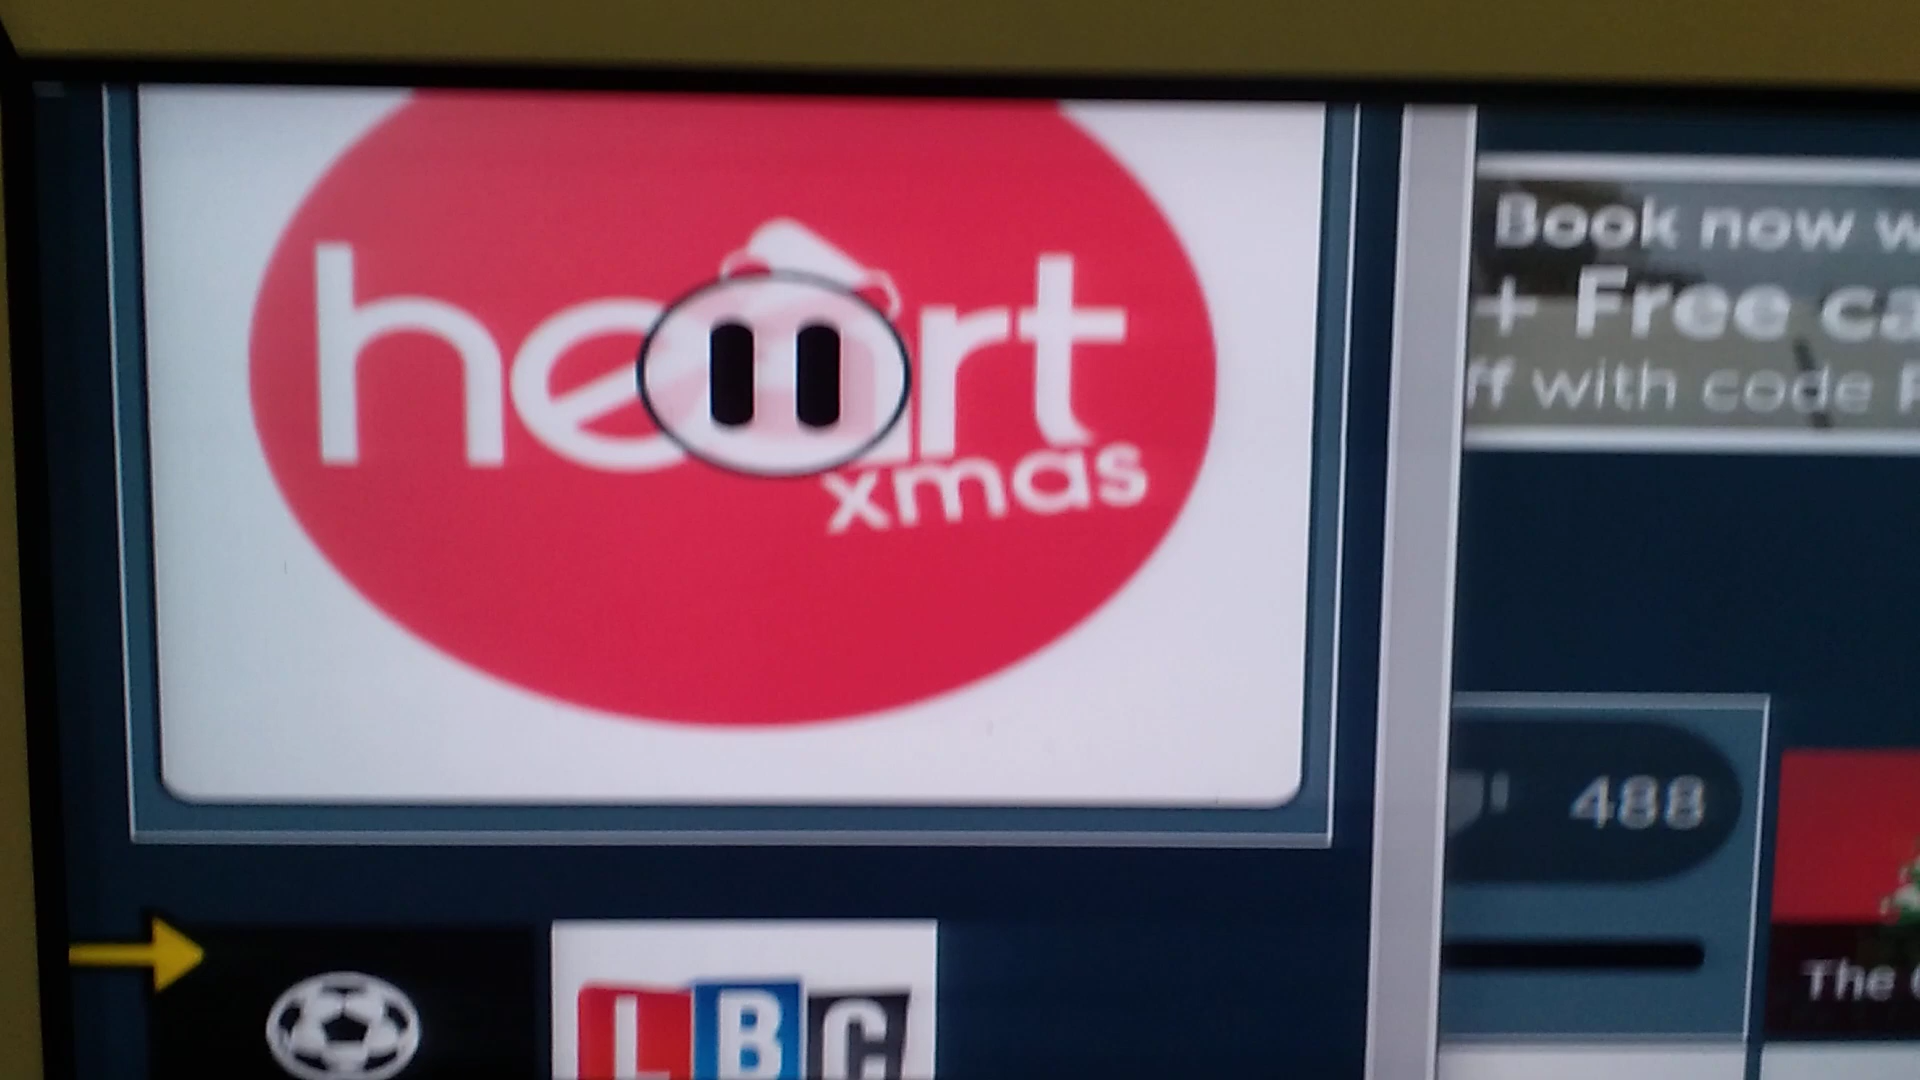 heart
xmas
Book now w
+ Free ca
ff with code
488
The
LBC